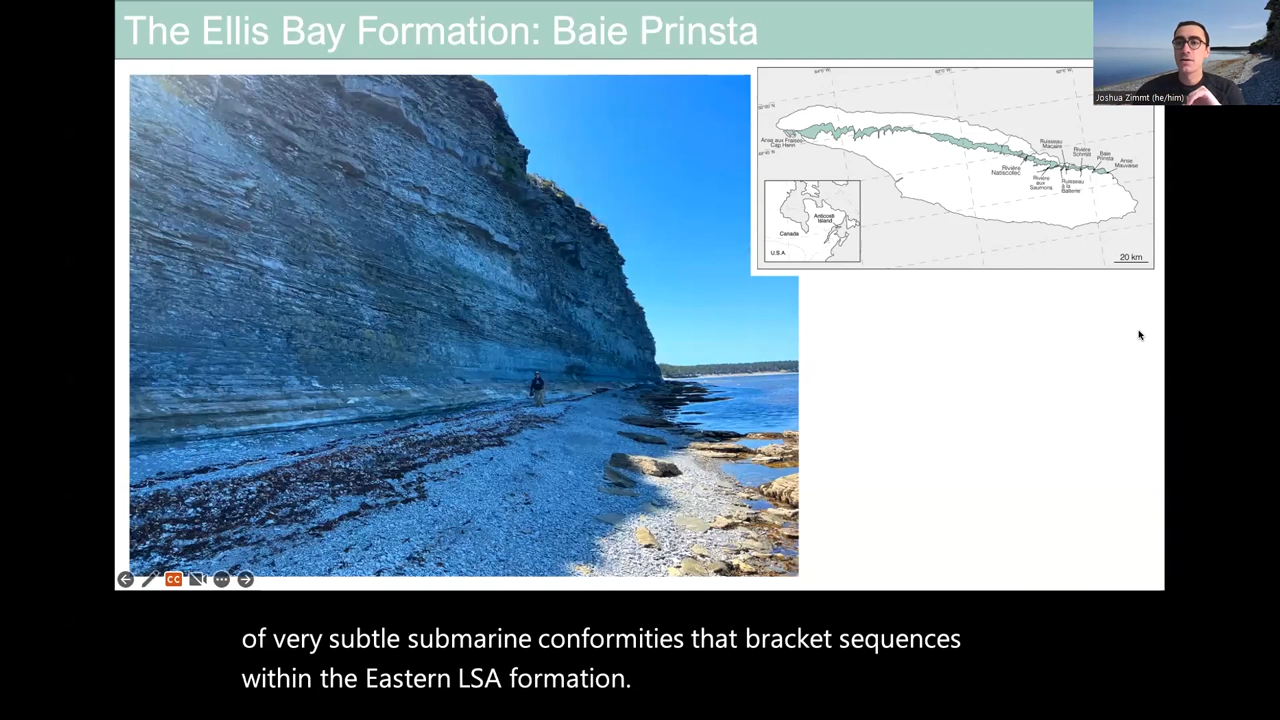 The Ellis Bay Formation: Baie Prinsta
Joshua Zimmt (he/him)
Anse aux Fraises
Cap Henri
Rivière
Natiscotec
Ruisseau
Macaire
Rivière
Schmitt
Baie
Prinsta
Anse
Mauvaise
Rivière
aux
Saumons
Ruisseau
à la
Batterie
Anticosti
Island
Canada
U.S.A
20 km
CC
of very subtle submarine conformities that bracket sequences
within the Eastern LSA formation.